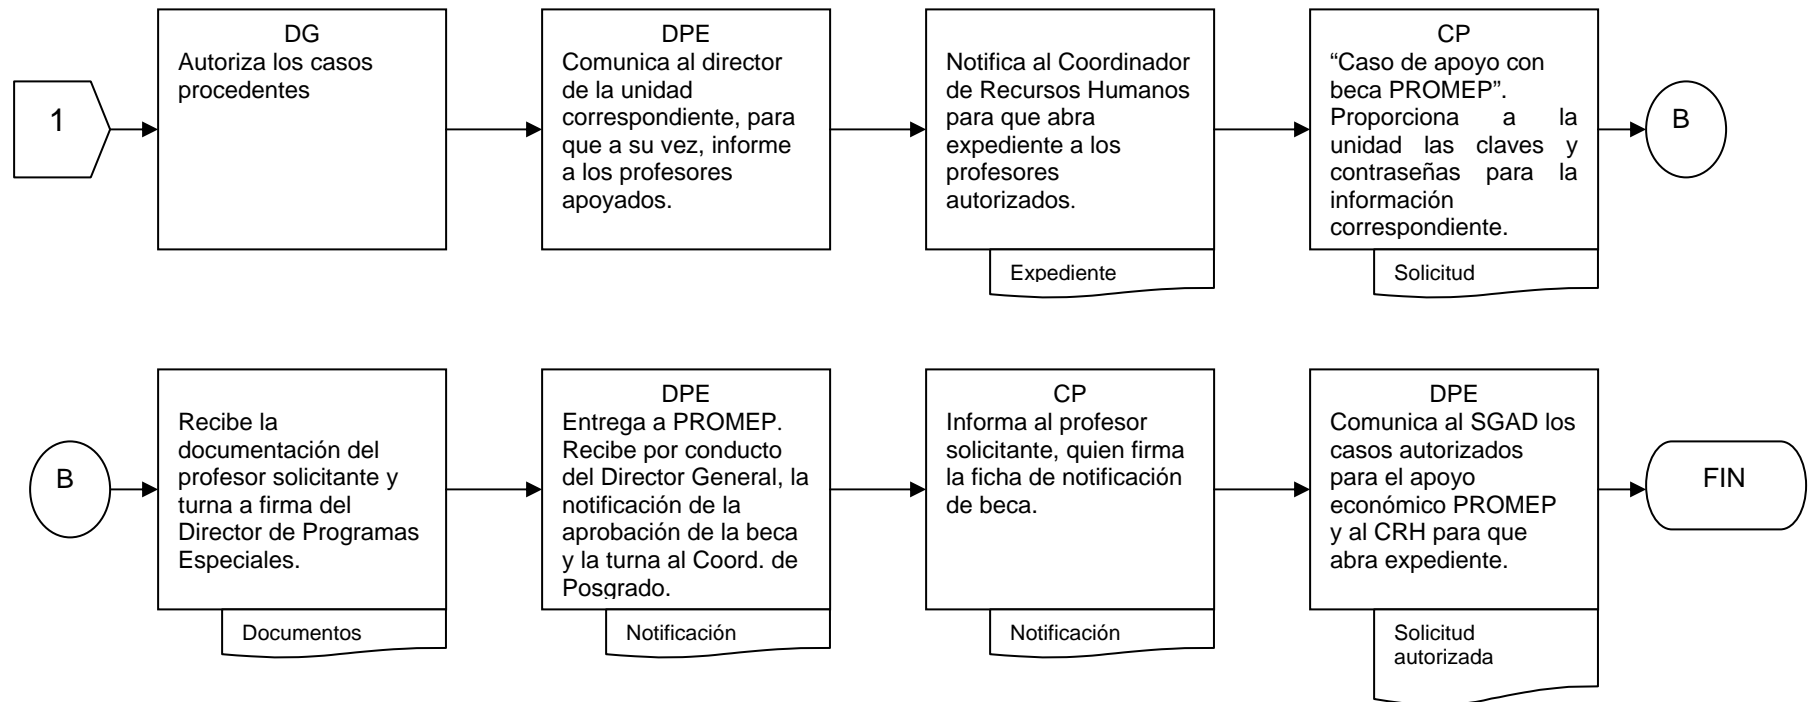 1
DG
Autoriza los casos
procedentes
DPE
Comunica al director
de la unidad
correspondiente, para
que a su vez, informe
a los profesores
apoyados.
Notifica al Coordinador
de Recursos Humanos
para que abra
expediente a los
profesores
autorizados.
Expediente
CP
“Caso de apoyo con
beca PROMEP”.
Proporciona a la
unidad las claves y
contraseñas para la
información
correspondiente.
Solicitud
B
B
Recibe la
documentación del
profesor solicitante y
turna a firma del
Director de Programas
Especiales.
Documentos
DPE
Entrega a PROMEP.
Recibe por conducto
del Director General, la
notificación de la
aprobación de la beca
y la turna al Coord. de
Posgrado.
Notificación
CP
Informa al profesor
solicitante, quien firma
la ficha de notificación
de beca.
Notificación
DPE
Comunica al SGAD los
casos autorizados
para el apoyo
económico PROMEP
y al CRH para que
abra expediente.
Solicitud
autorizada
FIN